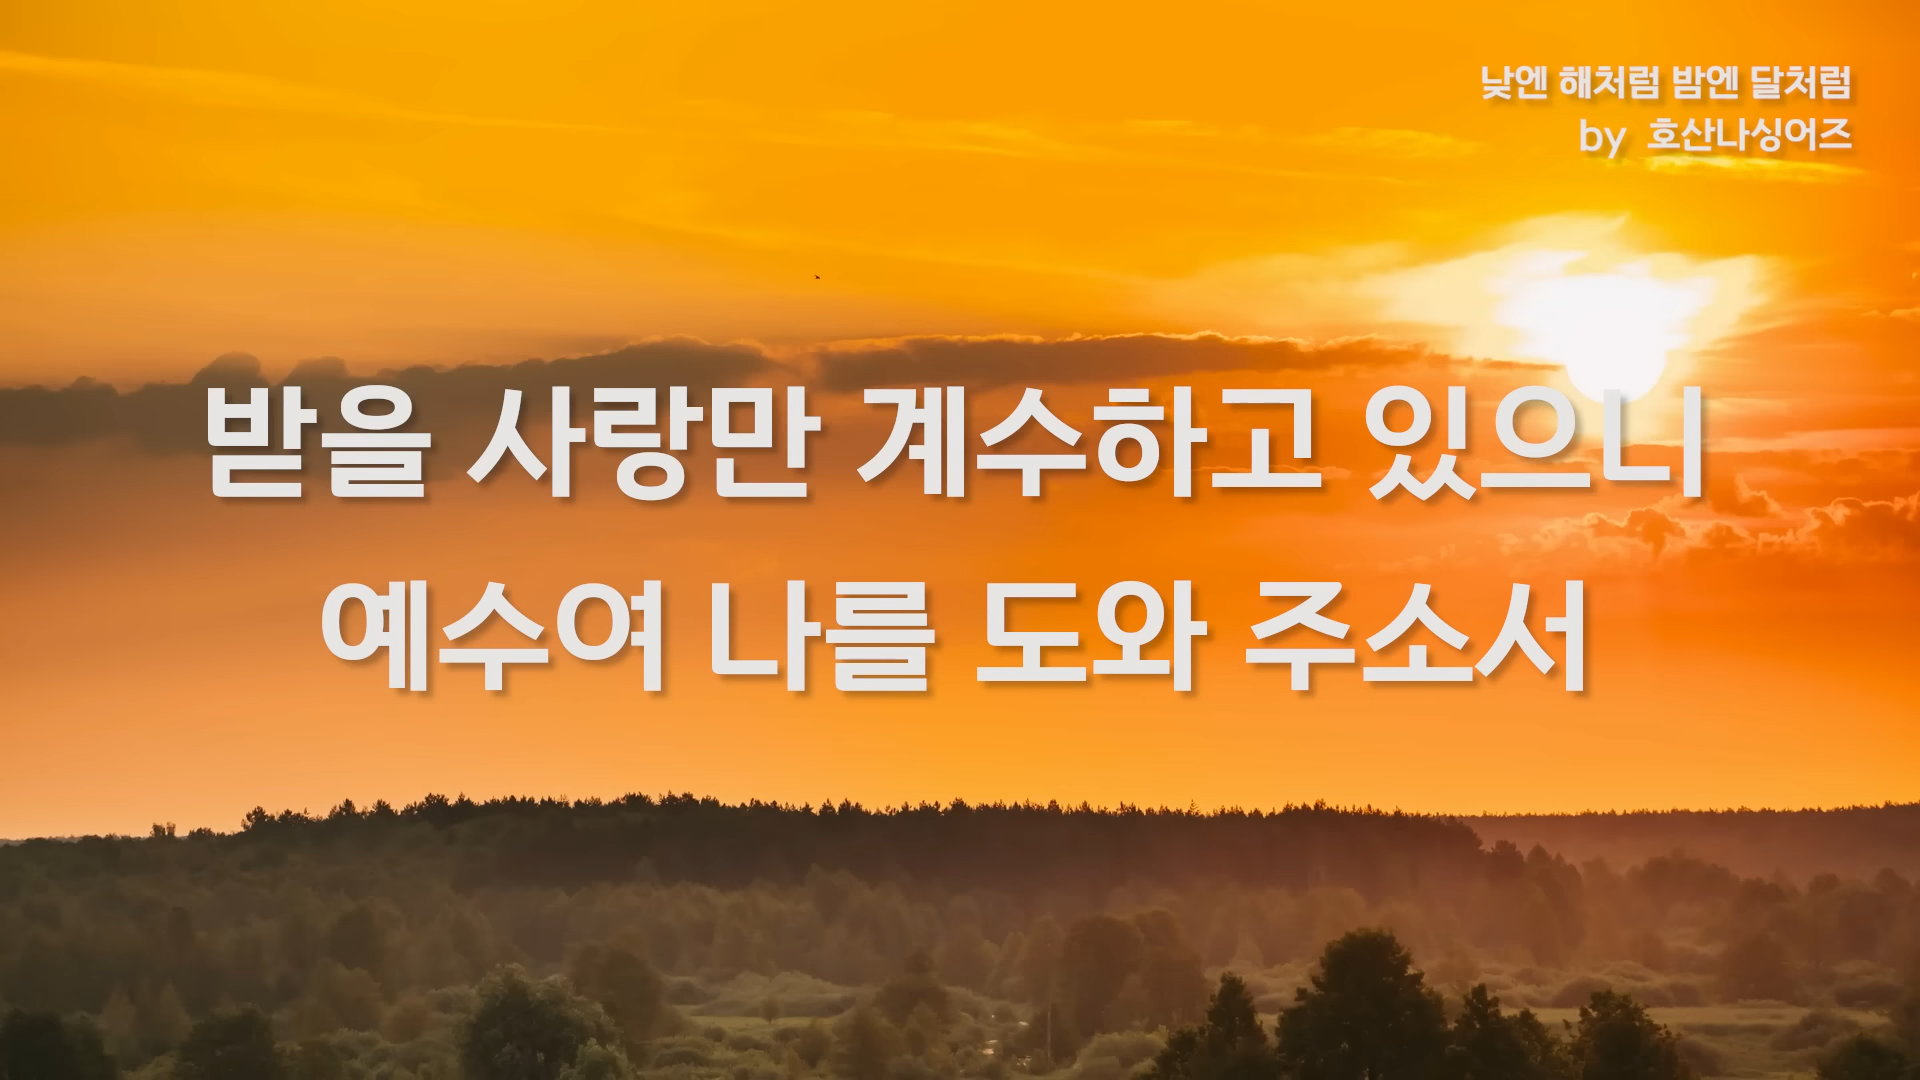 낮엔 해처럼 밤엔 달처럼
by 호산나싱어즈
받을 사랑만 계수하고 있으니
예수여 나를 도와 주소서